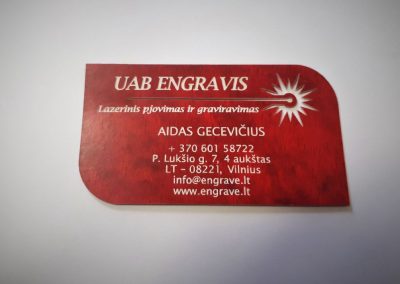 UAB ENGRAVIS
Lazerinis pjovimas ir graviravimas
AIDAS GECEVIČIUS
+ 370 601 58722
P. Lukšio g. 7, 4 aukštas
LT - 08221, Vilnius
info@engrave.lt
www.engrave.lt